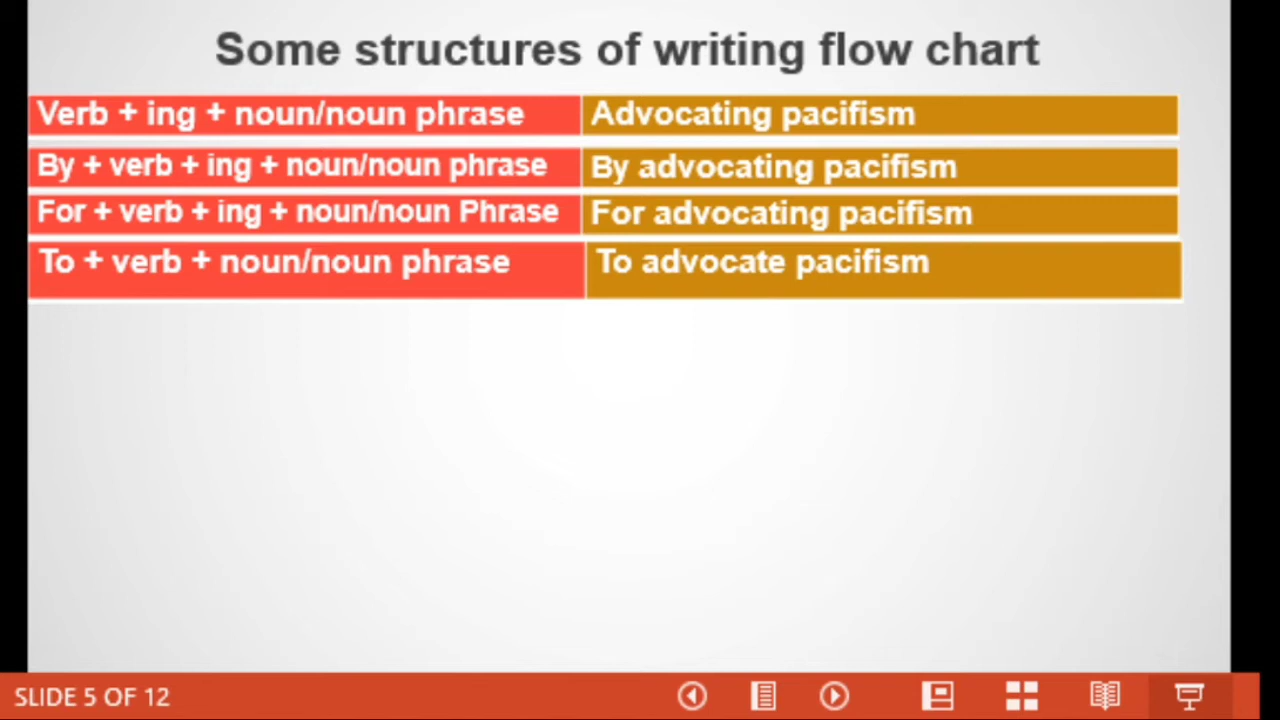 Some structures of writing flow chart
Verb + ing + noun/noun phrase Advocating pacifism
By + verb + ing + noun/noun phrase By advocating pacifism
For + verb + ing + noun/noun Phrase For advocating pacifism
To + verb + noun/noun phrase To advocate pacifism
SLIDE 5 OF 12